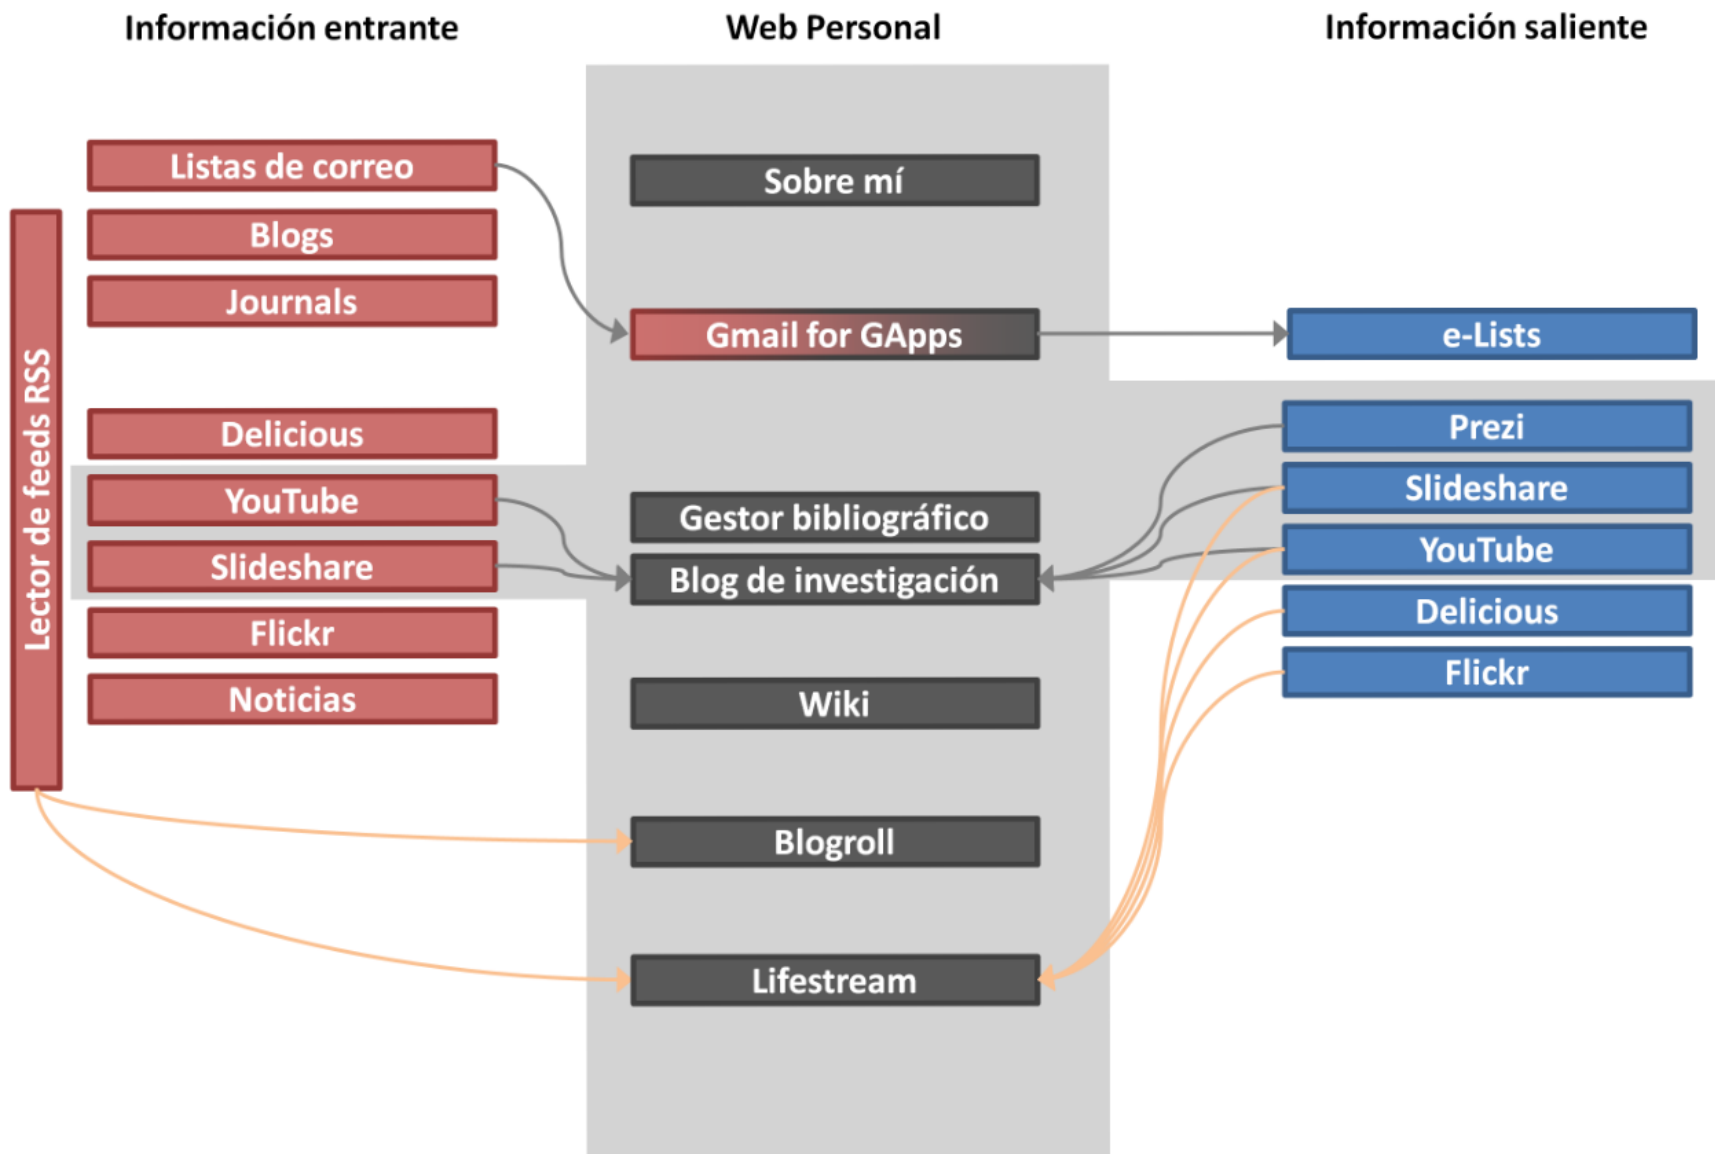 Información entrante
Web Personal
Información saliente
Lector de feeds RSS
Listas de correo
Blogs
Journals
Delicious
YouTube
Slideshare
Flickr
Noticias
Sobre mí
Gmail for GApps
Gestor bibliográfico
Blog de investigación
Wiki
Blogroll
Lifestream
e-Lists
Prezi
Slideshare
YouTube
Delicious
Flickr